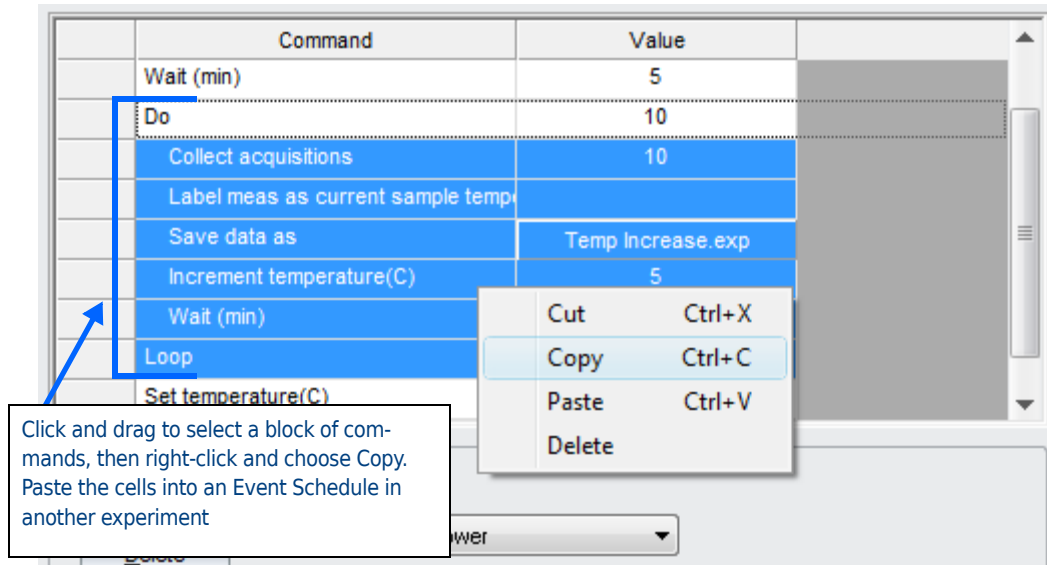 Command Value
Wait (min) 5
Do 10
Collect acquisitions 10
Label meas as current sample
Save data as Temp Increase.exp
Increment temperature(C) 5
Wait (min)
Loop
Set temperature(C)
Cut Ctrl+X
Copy Ctrl+C
Paste Ctrl+V
Delete
Click and drag to select a block of com-
mands, then right-click and choose Copy.
Paste the cells into an Event Schedule in
another experiment